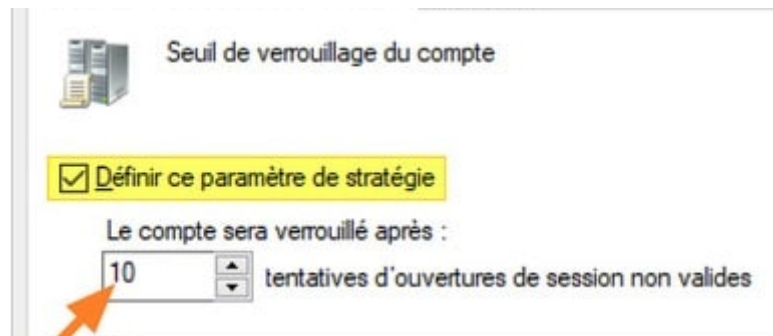 Seuil de verrouillage du compte
Définir ce paramètre de stratégie
Le compte sera verrouillé après :
10 tentatives d'ouvertures de session non valides